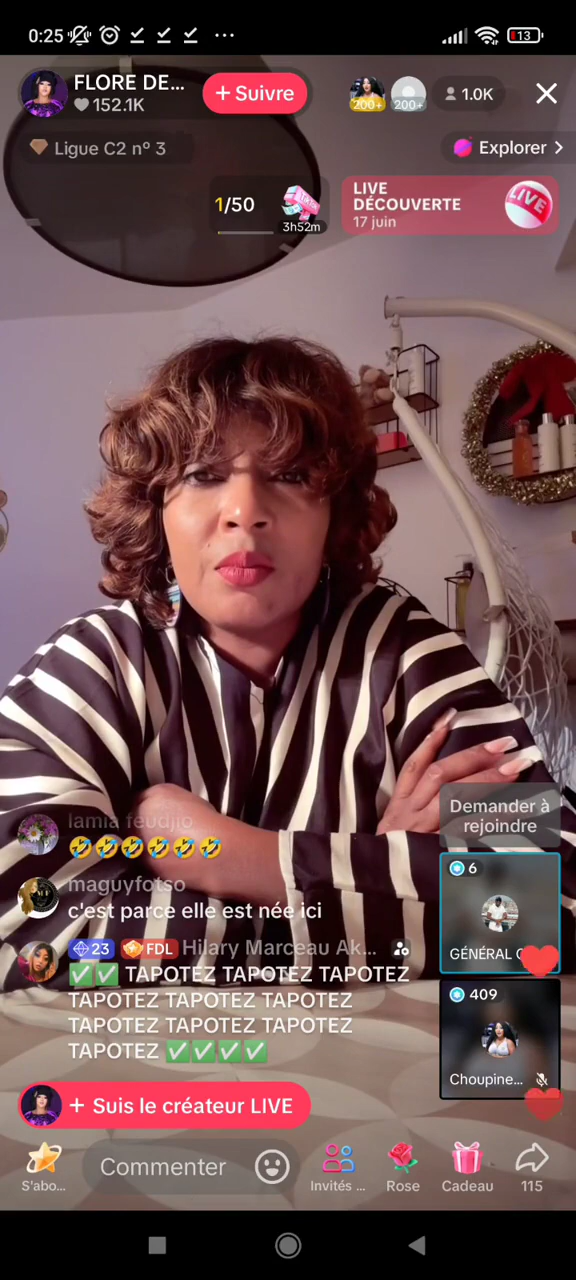 0:25
13
FLORE DE...
152.1K
+ Suivre
200+
200+
1.0K
Ligue C2 nº 3
Explorer
1/50
3h52m
LIVE
DÉCOUVERTE
17 juin
LIVE
Demander à
rejoindre
lamia feudjio
🤣🤣🤣🤣🤣🤣
maguyfotso
c'est parce elle est née ici
23 FDL Hilary Marceau Ak...
✅✅ TAPOTEZ TAPOTEZ TAPOTEZ
TAPOTEZ TAPOTEZ TAPOTEZ
TAPOTEZ TAPOTEZ TAPOTEZ
TAPOTEZ ✅✅✅✅
6
GÉNÉRAL
409
Choupine...
+ Suis le créateur LIVE
S'abo...
Commenter
Invités ...
Rose
Cadeau
115